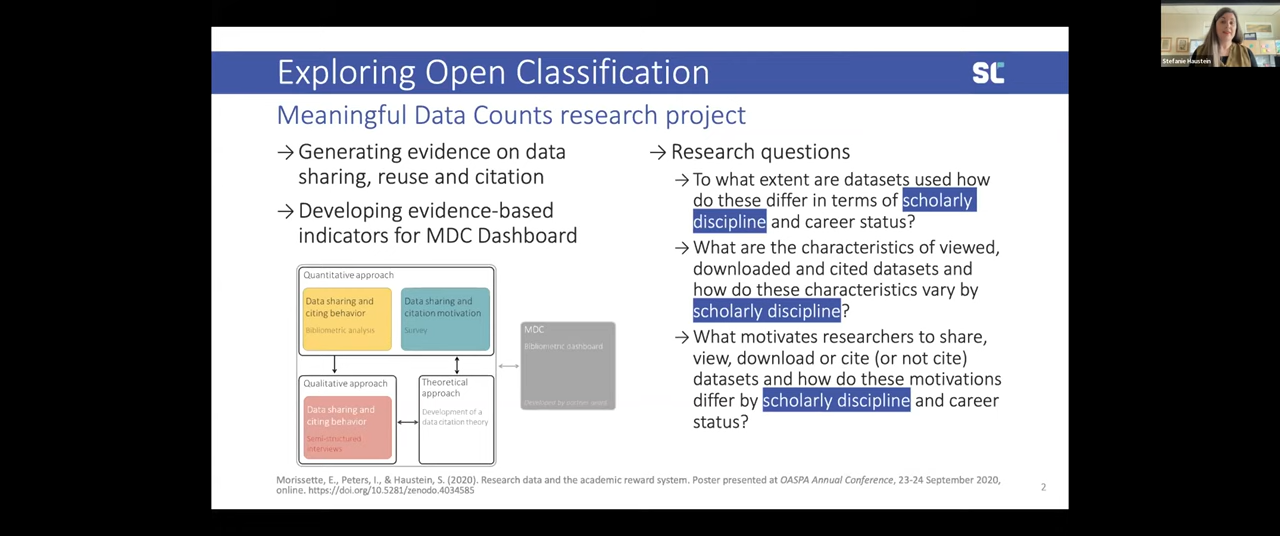 Exploring Open Classification
SC
Stefanie Haustein
Meaningful Data Counts research project
→ Generating evidence on data
sharing, reuse and citation
→ Developing evidence-based
indicators for MDC Dashboard
Quantitative approach
Data sharing and
citing behavior
Bibliometric analysis
Data sharing and
citation motivation
Survey
Qualitative approach
Data sharing and
citing behavior
Semi-structured
interviews
Theoretical
approach
Development of a
data citation theory
MDC
Bibliometric dashboard
Developed by partner award
→ Research questions
→ To what extent are datasets used how
do these differ in terms of scholarly
discipline and career status?
→ What are the characteristics of viewed,
downloaded and cited datasets and
how do these characteristics vary by
scholarly discipline?
→ What motivates researchers to share,
view, download or cite (or not cite)
datasets and how do these motivations
differ by scholarly discipline and career
status?
Morissette, E., Peters, I., & Haustein, S. (2020). Research data and the academic reward system. Poster presented at OASPA Annual Conference, 23-24 September 2020,
online. https://doi.org/10.5281/zenodo.4034585
2